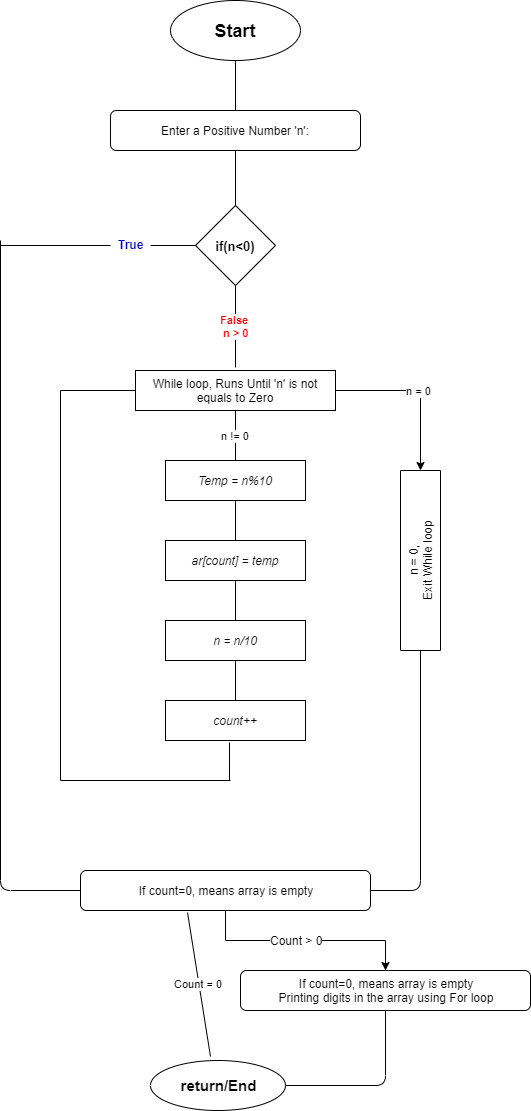 Start
Enter a Positive Number 'n':
True
if(n<0)
False
n > 0
While loop, Runs Until 'n' is not
equals to Zero
n = 0
n != 0
Temp = n%10
ar[count] = temp
n = 0,
Exit While loop
n = n/10
count++
If count=0, means array is empty
Count > 0
Count = 0
If count=0, means array is empty
Printing digits in the array using For loop
return/End